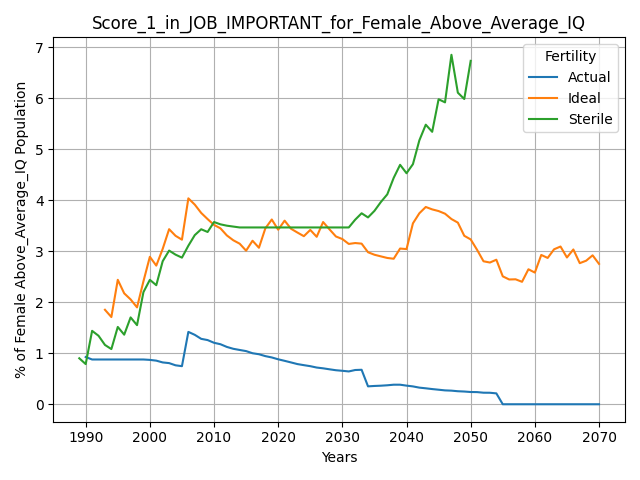 Score_1_in_JOB_IMPORTANT_for_Female_Above_Average_IQ
% of Female Above_Average_IQ Population
7
6
5
4
3
2
1
0
Fertility
Actual
Ideal
Sterile
1990 2000 2010 2020 2030 2040 2050 2060 2070
Years